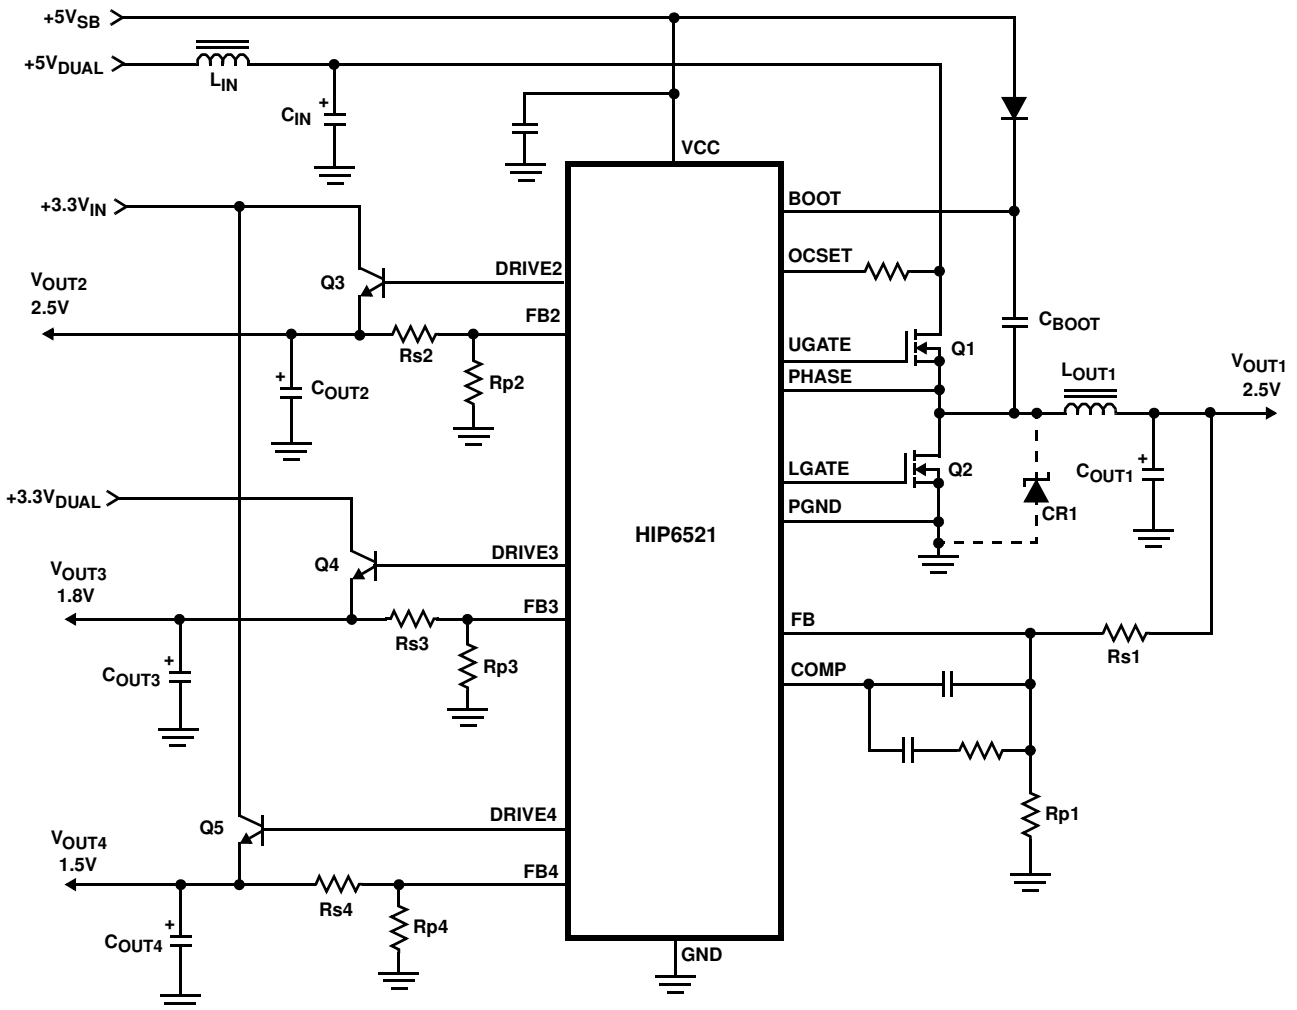 +5VSB
+5VDUAL
LIN
+
CIN
VCC
+3.3VIN
BOOT
OCSET
DRIVE2
Q3
VOUT2
2.5V
FB2
CBOOT
UGATE
Q1
Rs2
PHASE
VOUT1
2.5V
LOUT1
+
COUT2
Rp2
LGATE
Q2
+
COUT1
+3.3VDUAL
PGND
CR1
HIP6521
DRIVE3
Q4
VOUT3
1.8V
FB3
FB
Rs3
Rs1
+
COUT3
Rp3
COMP
DRIVE4
Q5
Rp1
VOUT4
1.5V
FB4
Rs4
+
COUT4
Rp4
GND